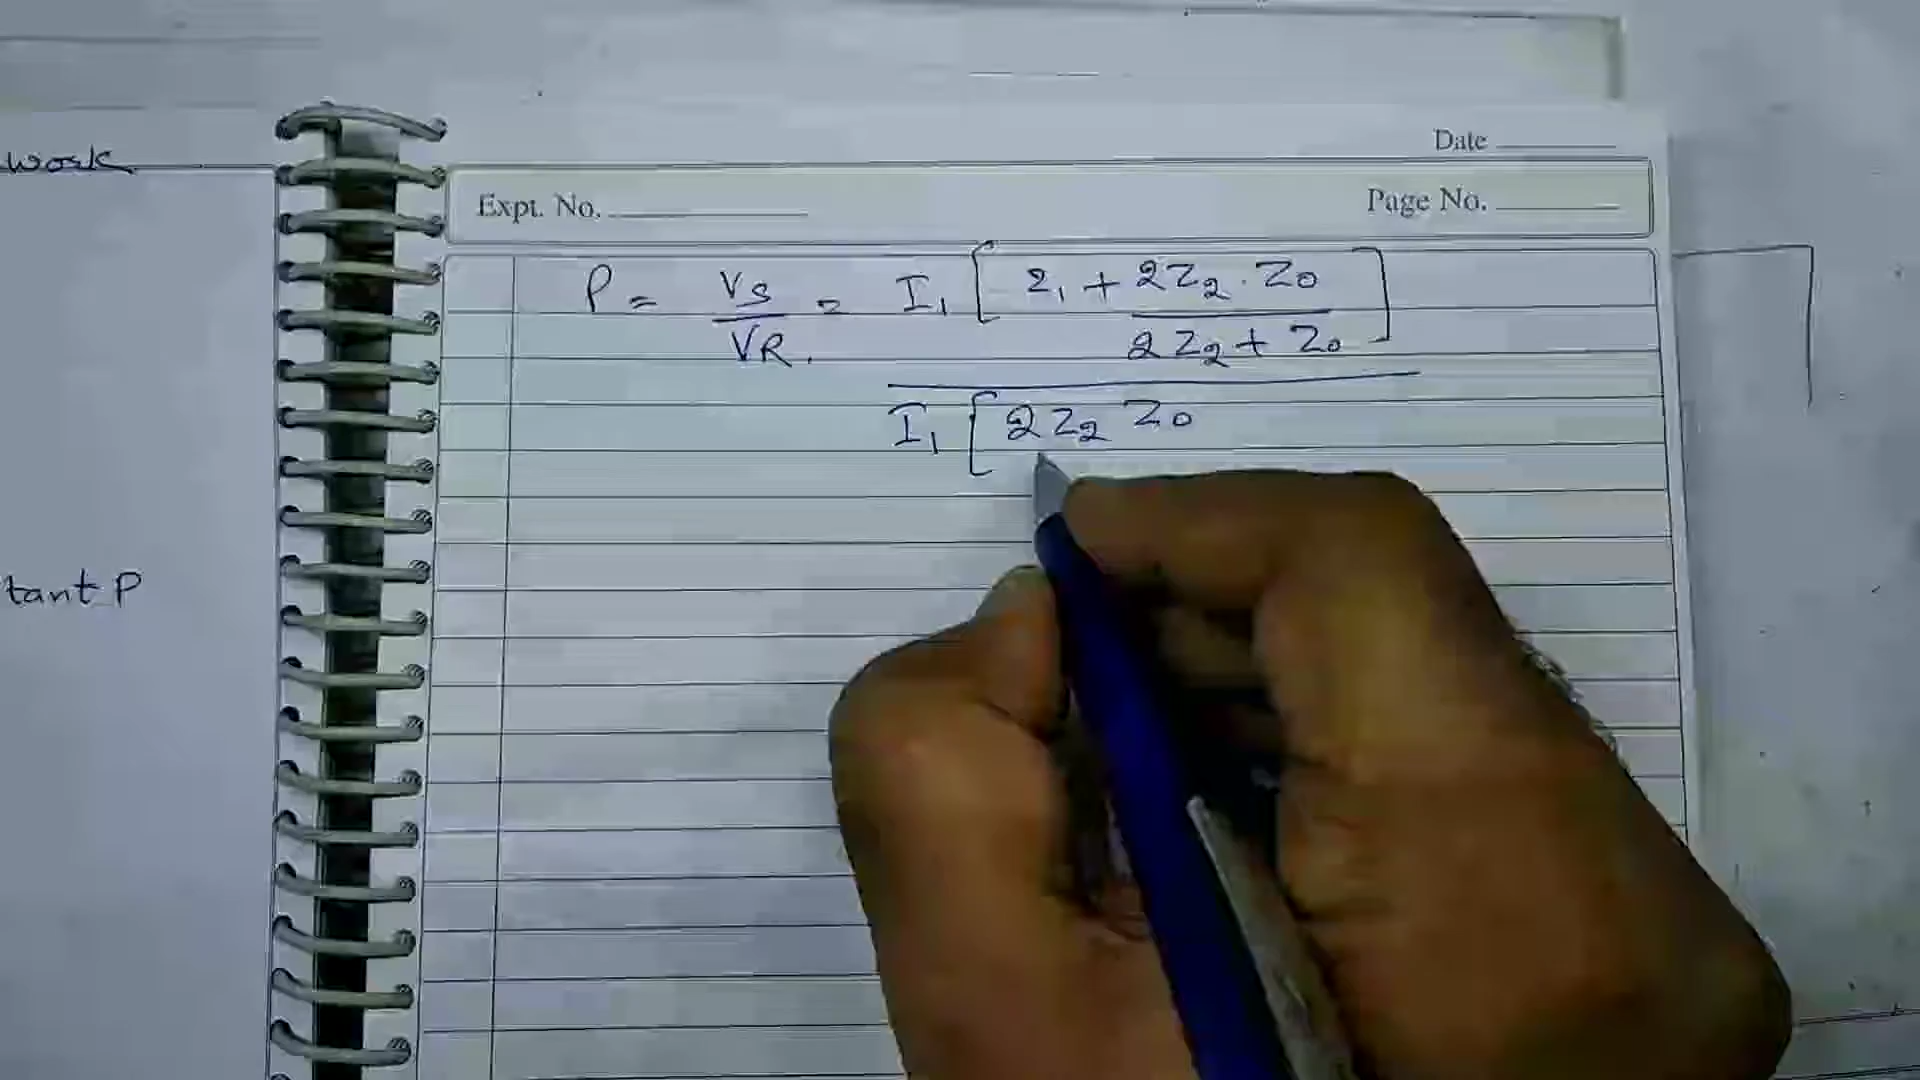 work
tant P
Date
Expt. No.
Page No.
P = VS / VR. = I₁ [ Z₁ + 2Z₂ . Z0 / 2Z₂ + Z0 ]
I₁ [ 2Z₂ Z0